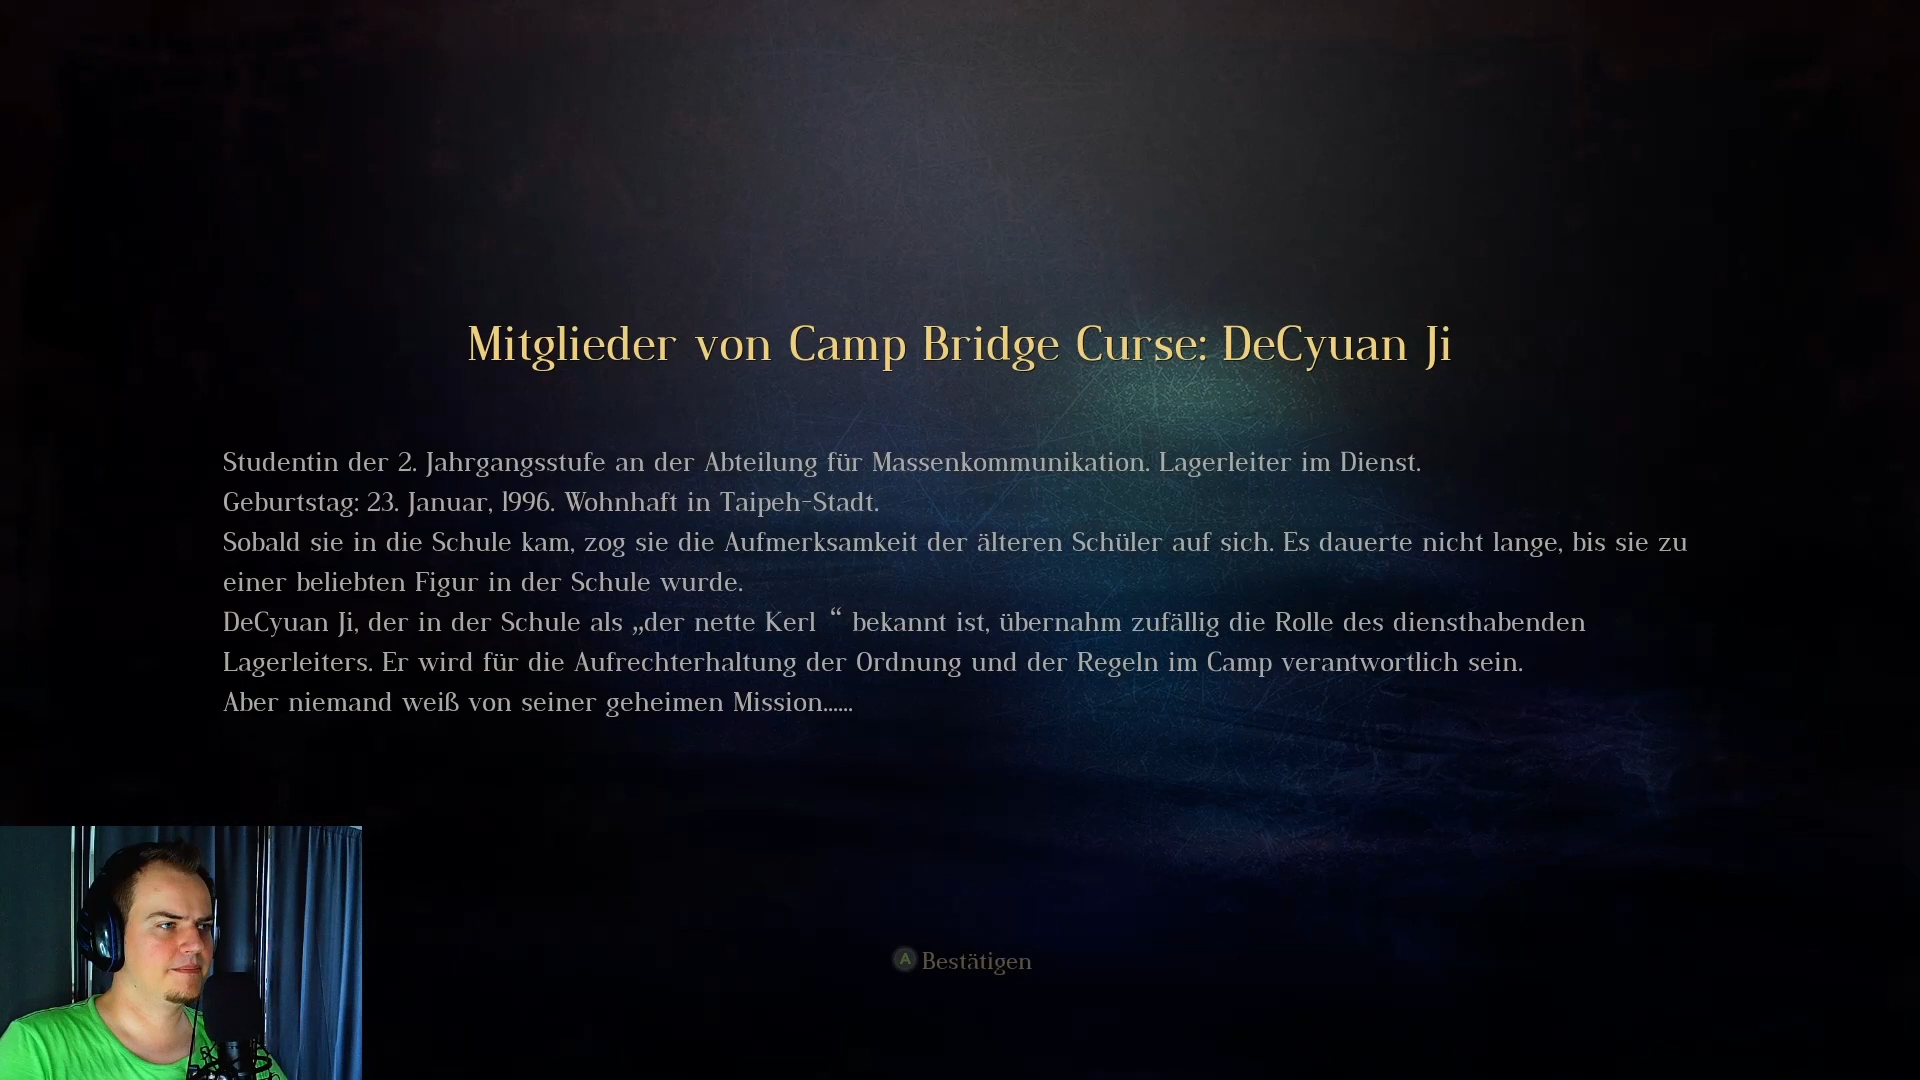 Mitglieder von Camp Bridge Curse: DeCyuan Ji
Studentin der 2. Jahrgangsstufe an der Abteilung für Massenkommunikation. Lagerleiter im Dienst.
Geburtstag: 23. Januar, 1996. Wohnhaft in Taipeh-Stadt.
Sobald sie in die Schule kam, zog sie die Aufmerksamkeit der älteren Schüler auf sich. Es dauerte nicht lange, bis sie zu
einer beliebten Figur in der Schule wurde.
DeCyuan Ji, der in der Schule als „der nette Kerl “ bekannt ist, übernahm zufällig die Rolle des diensthabenden
Lagerleiters. Er wird für die Aufrechterhaltung der Ordnung und der Regeln im Camp verantwortlich sein.
Aber niemand weiß von seiner geheimen Mission......
A Bestätigen